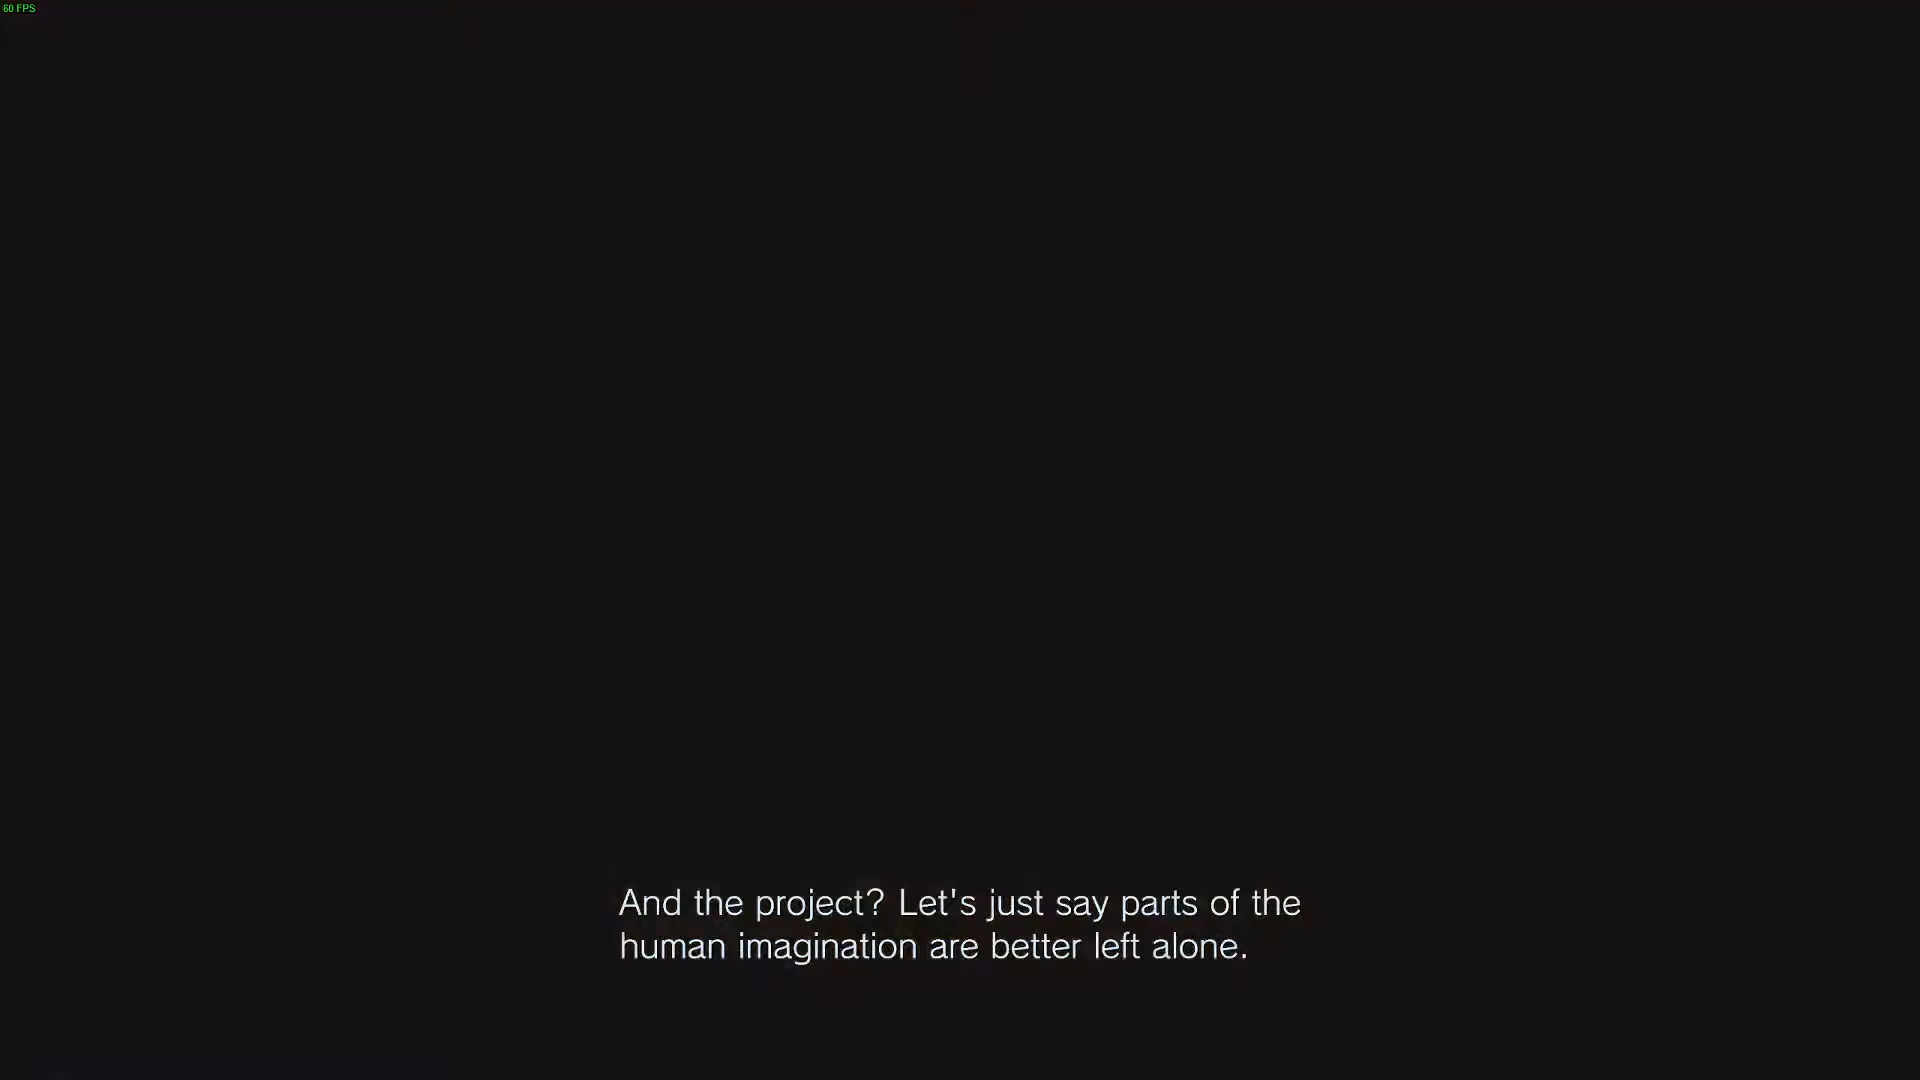 60 FPS
And the project? Let's just say parts of the
human imagination are better left alone.